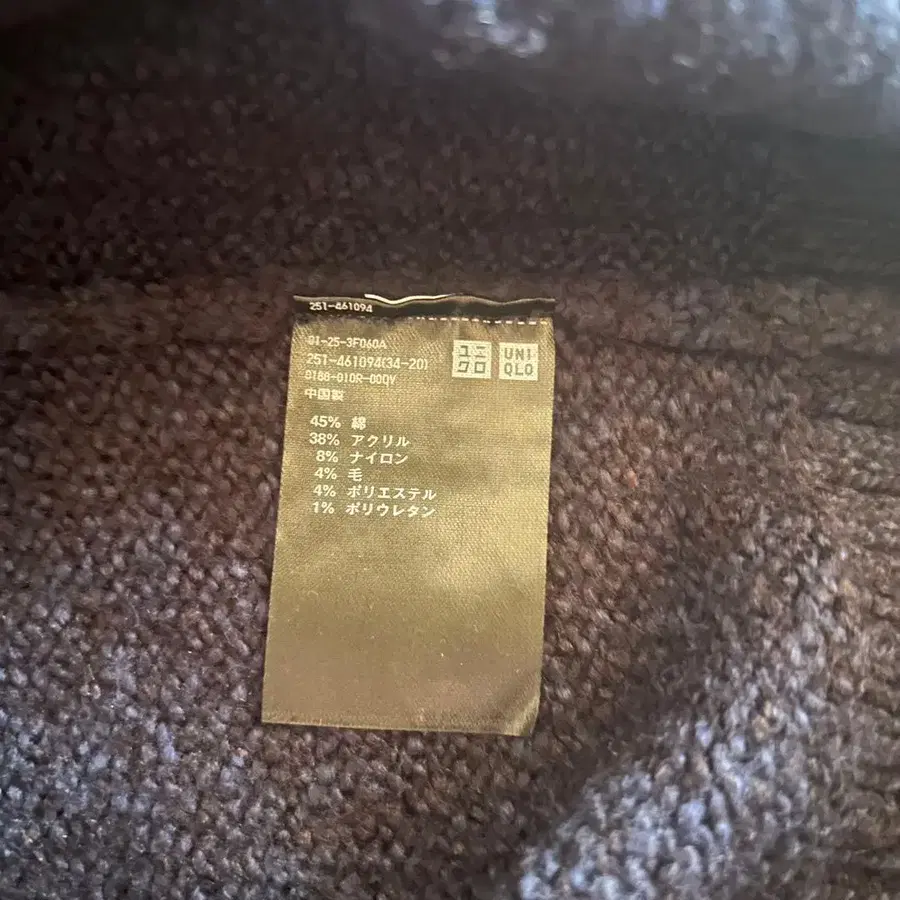 251-461094
01-25-3F060A
251-461094(34-20)
0188-010R-00QV
中国製
ユニ
クロ
UNI
QLO
45% 綿
38% アクリル
8% ナイロン
4% 毛
4% ポリエステル
1% ポリウレタン